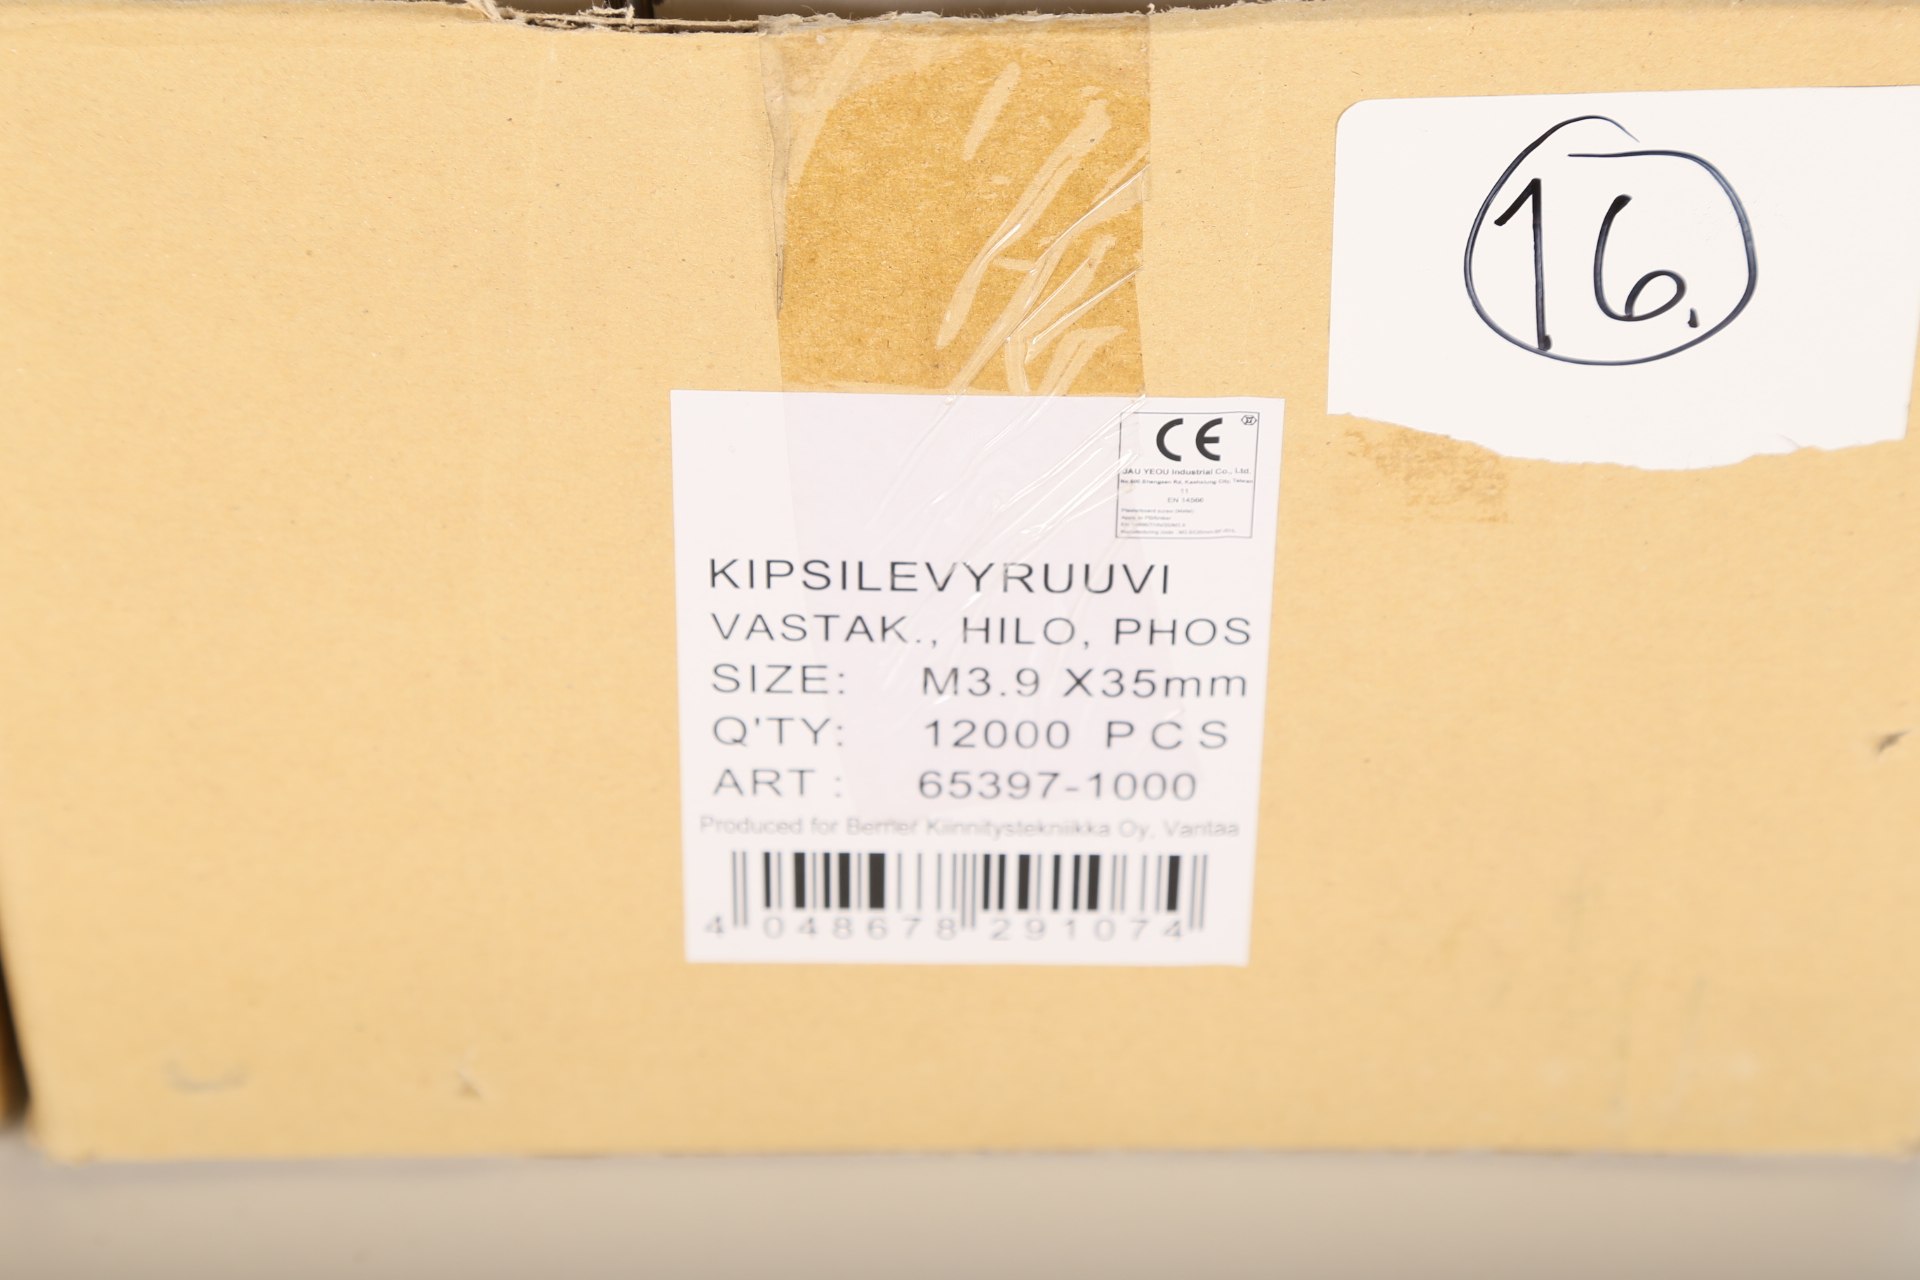 16.
CE
JAU YEOU Industrial Co., Ltd.
11
EN 14566
KIPSILEVYRUUVI
VASTAK., HILO, PHOS
SIZE: M3.9 X35mm
Q'TY: 12000 PCS
ART : 65397-1000
Produced for Berner Kiinnitystekniikka Oy, Vantaa
4 048678 291074